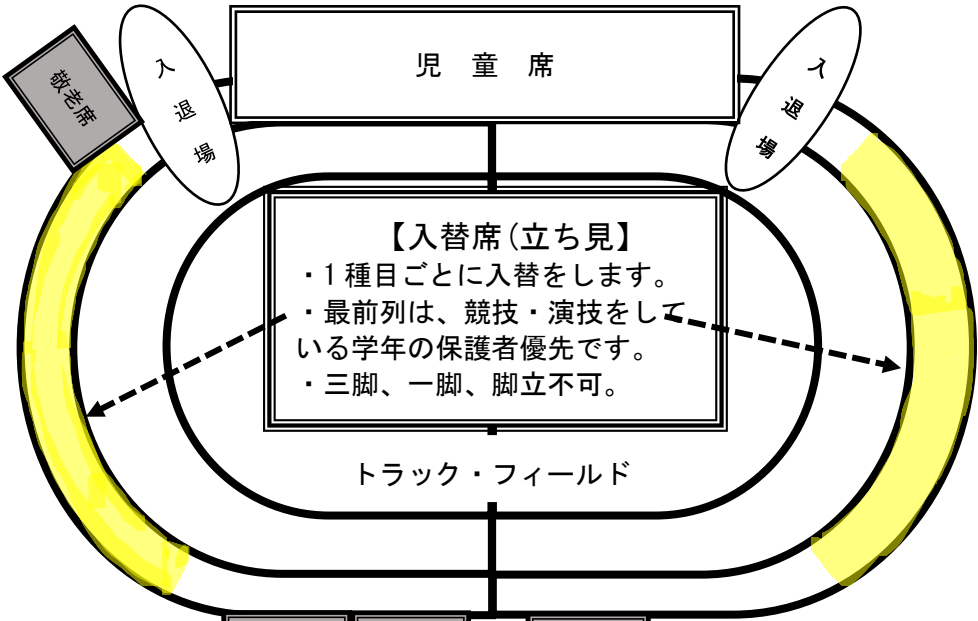 児　童　席
敬老席
入退場
入退場
【入替席(立ち見】
・1種目ごとに入替をします。
・最前列は、競技・演技をして
いる学年の保護者優先です。
・三脚、一脚、脚立不可。
トラック・フィールド